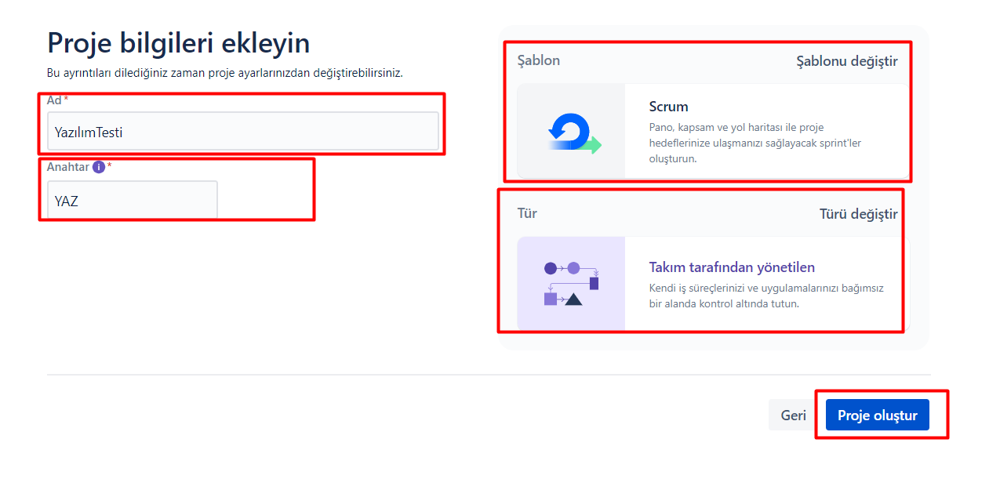 Proje bilgileri ekleyin
Bu ayrıntıları dilediğiniz zaman proje ayarlarınızdan değiştirebilirsiniz.
Ad *
YazılımTesti
Anahtar i *
YAZ
Şablon
Şablonu değiştir
Scrum
Pano, kapsam ve yol haritası ile proje
hedeflerinize ulaşmanızı sağlayacak sprint'ler
oluşturun.
Tür
Türü değiştir
Takım tarafından yönetilen
Kendi iş süreçlerinizi ve uygulamalarınızı bağımsız
bir alanda kontrol altında tutun.
Geri
Proje oluştur